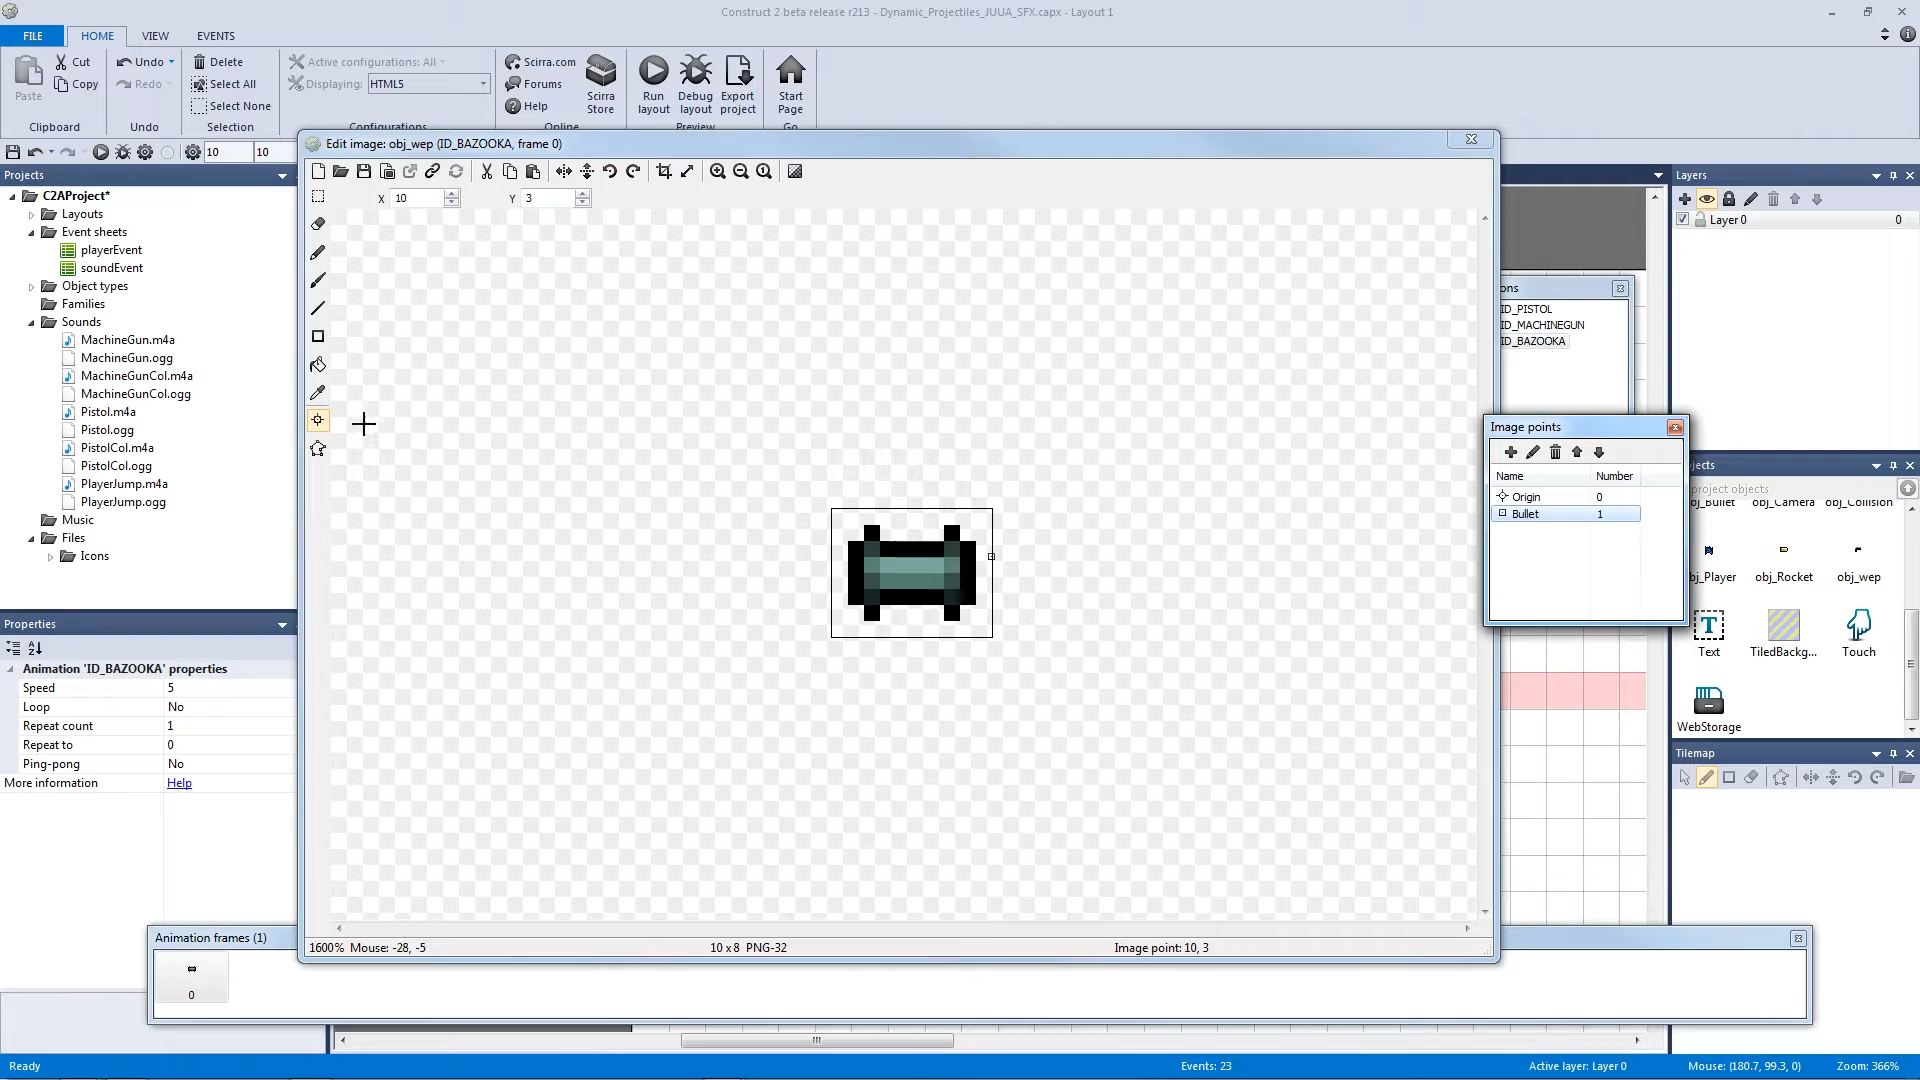 Construct 2 beta release r213 - Dynamic_Projectiles_JUUA_SFX.capx - Layout 1
FILE HOME VIEW EVENTS
Paste
Cut
Copy
Clipboard
Undo
Redo
Undo
Delete
Select All
Select None
Selection
Active configurations: All
Displaying: HTML5
Configurations
Scirra.com
Forums
Help
Scirra Store
Online
Run layout
Debug layout
Export project
Preview
Start Page
Go
10 10
Projects
C2AProject*
Layouts
Event sheets
playerEvent
soundEvent
Object types
Families
Sounds
MachineGun.m4a
MachineGun.ogg
MachineGunCol.m4a
MachineGunCol.ogg
Pistol.m4a
Pistol.ogg
PistolCol.m4a
PistolCol.ogg
PlayerJump.m4a
PlayerJump.ogg
Music
Files
Icons
Properties
Animation 'ID_BAZOOKA' properties
Speed 5
Loop No
Repeat count 1
Repeat to 0
Ping-pong No
More information Help
Edit image: obj_wep (ID_BAZOOKA, frame 0)
X 10 Y 3
1600% Mouse: -28, -5 10 x 8 PNG-32 Image point: 10, 3
Animation frames (1)
0
ons
ID_PISTOL
ID_MACHINEGUN
ID_BAZOOKA
Image points
Name Number
Origin 0
Bullet 1
Layers
Layer 0 0
jects
project objects
bj_Bullet obj_Camera obj_Collision
bj_Player obj_Rocket obj_wep
Text TiledBackg... Touch
WebStorage
Tilemap
Ready Events: 23 Active layer: Layer 0 Mouse: (180.7, 99.3, 0) Zoom: 366%